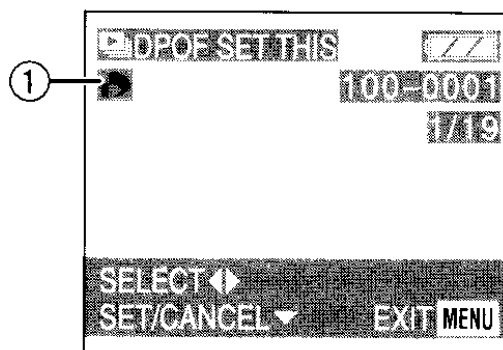 DPOF SET THIS
1
100-0001
1/19
SELECT
SET/CANCEL EXIT MENU